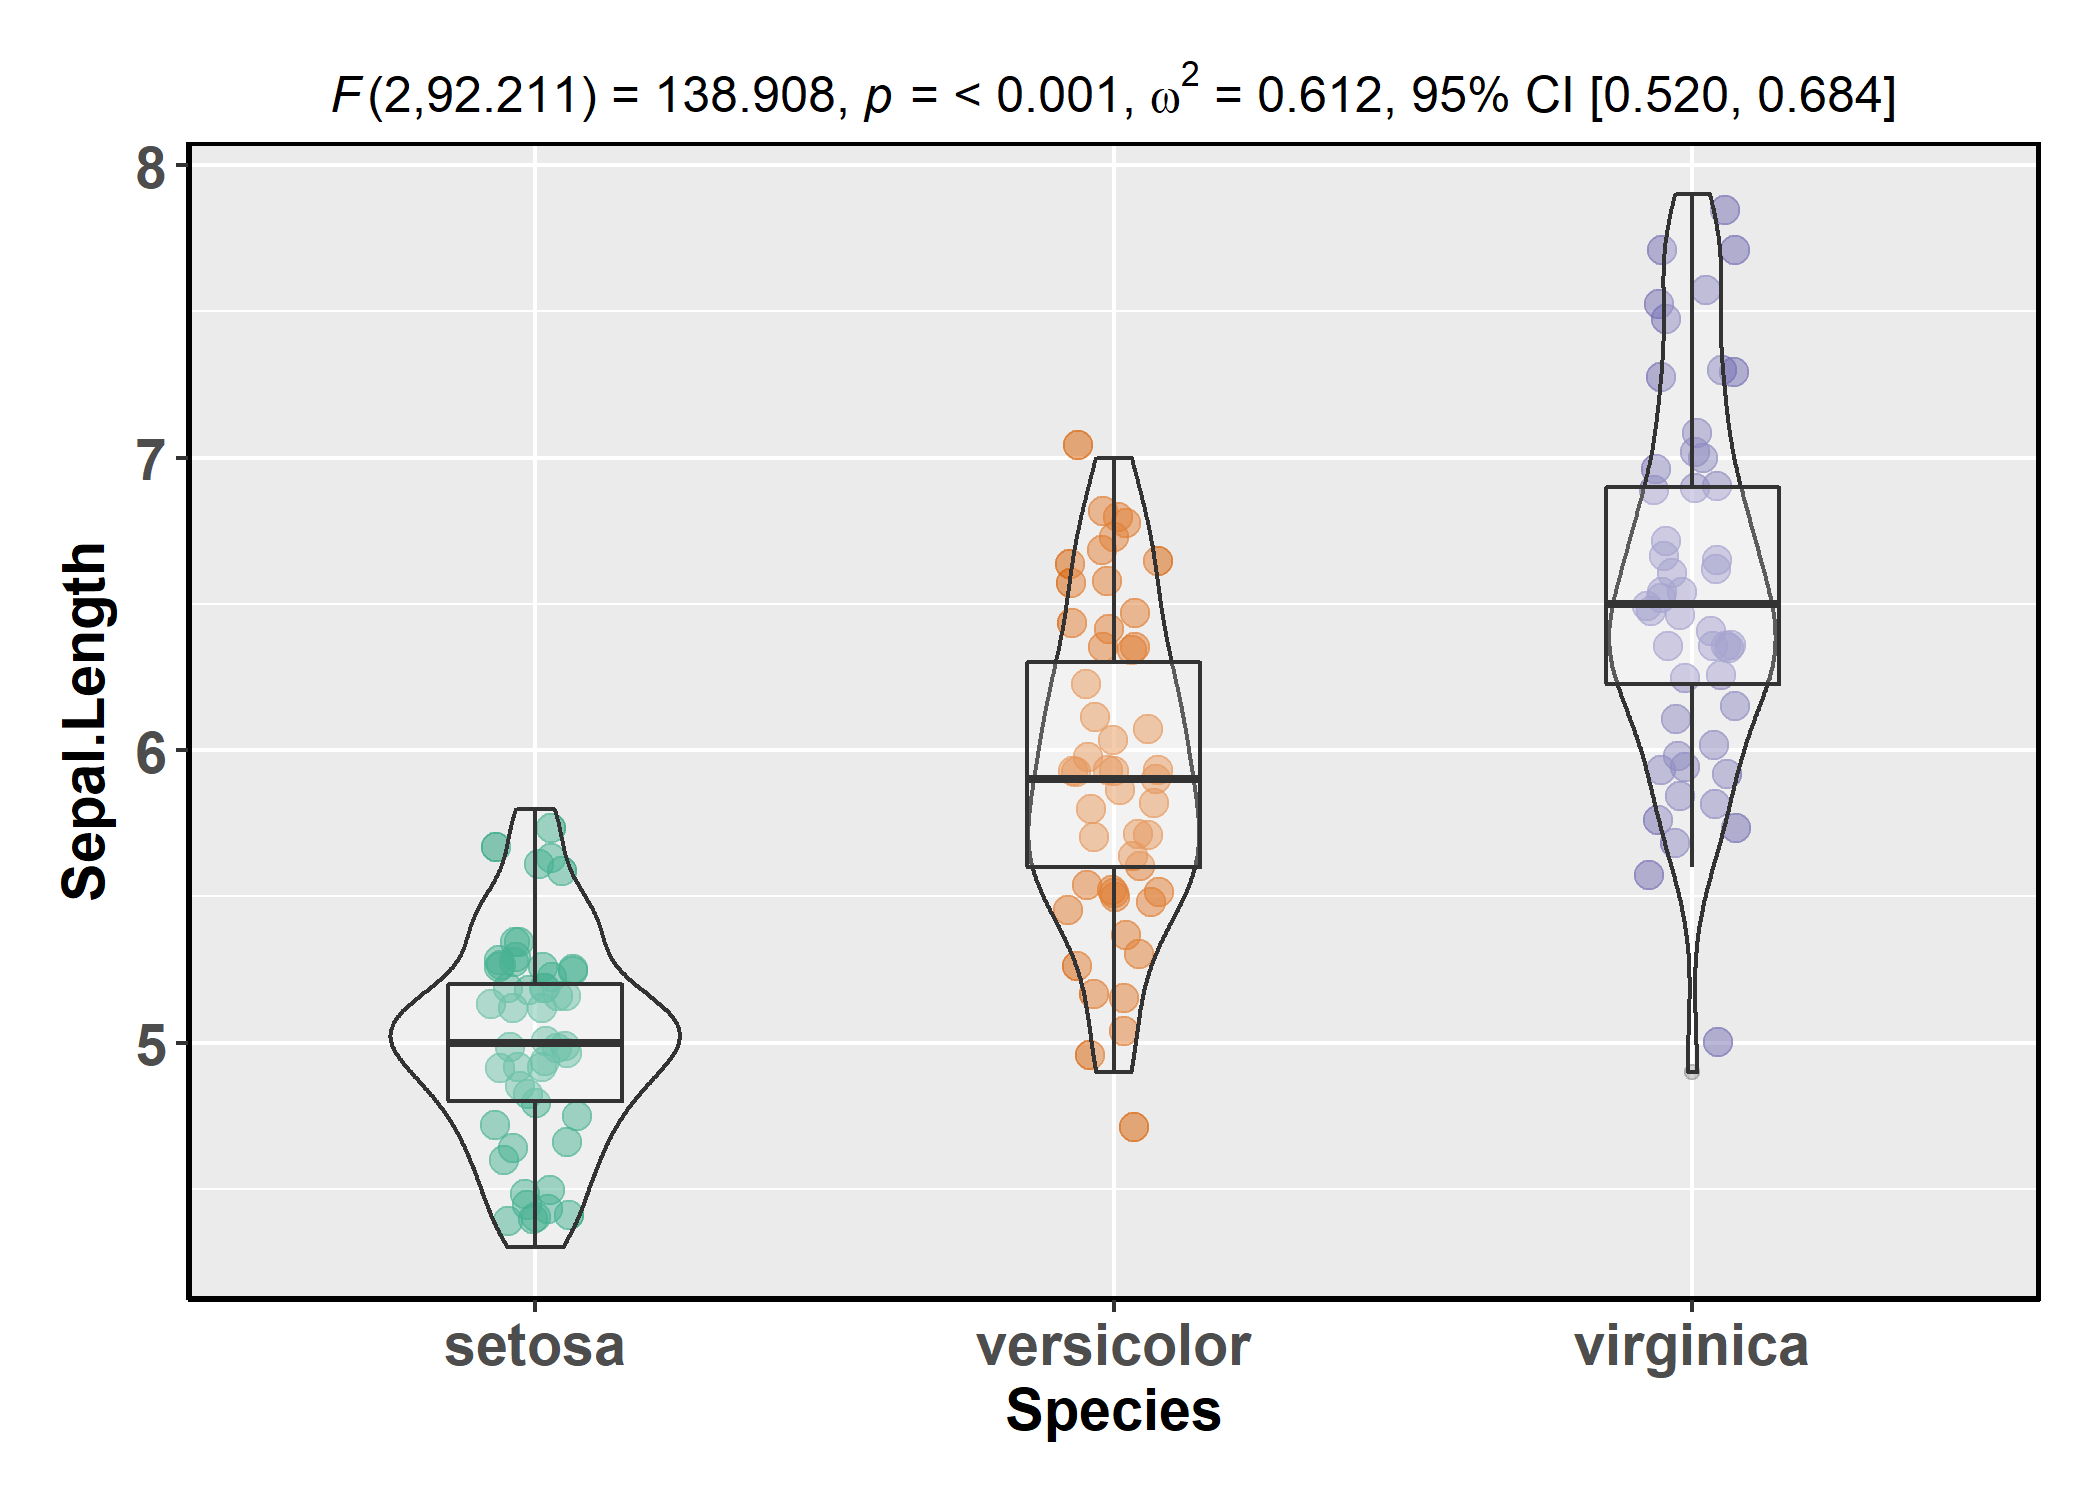 F(2,92.211) = 138.908, p = < 0.001, ω² = 0.612, 95% CI [0.520, 0.684]
8
7
6
5
Sepal.Length
setosa versicolor virginica
Species